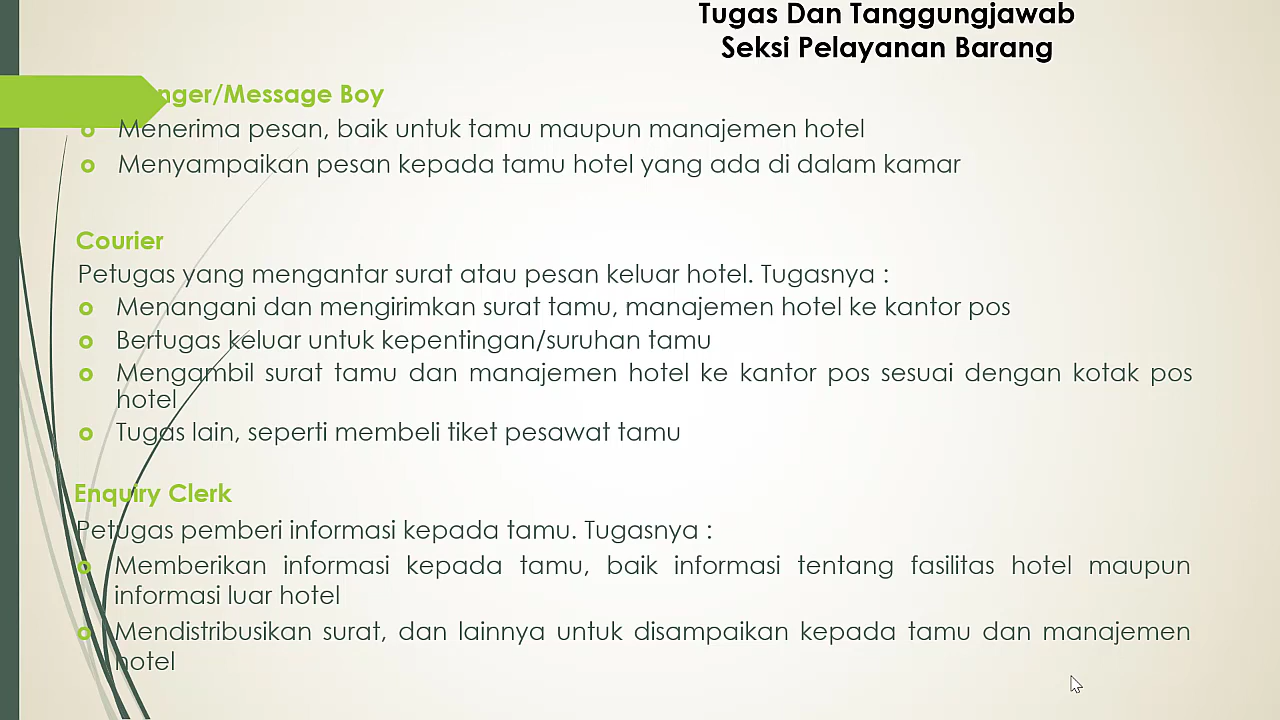 Tugas Dan Tanggungjawab
Seksi Pelayanan Barang
nger/Message Boy
Menerima pesan, baik untuk tamu maupun manajemen hotel
Menyampaikan pesan kepada tamu hotel yang ada di dalam kamar
Courier
Petugas yang mengantar surat atau pesan keluar hotel. Tugasnya :
Menangani dan mengirimkan surat tamu, manajemen hotel ke kantor pos
Bertugas keluar untuk kepentingan/suruhan tamu
Mengambil surat tamu dan manajemen hotel ke kantor pos sesuai dengan kotak pos
hotel
Tugas lain, seperti membeli tiket pesawat tamu
Enquiry Clerk
Petugas pemberi informasi kepada tamu. Tugasnya :
Memberikan informasi kepada tamu, baik informasi tentang fasilitas hotel maupun
informasi luar hotel
Mendistribusikan surat, dan lainnya untuk disampaikan kepada tamu dan manajemen
hotel